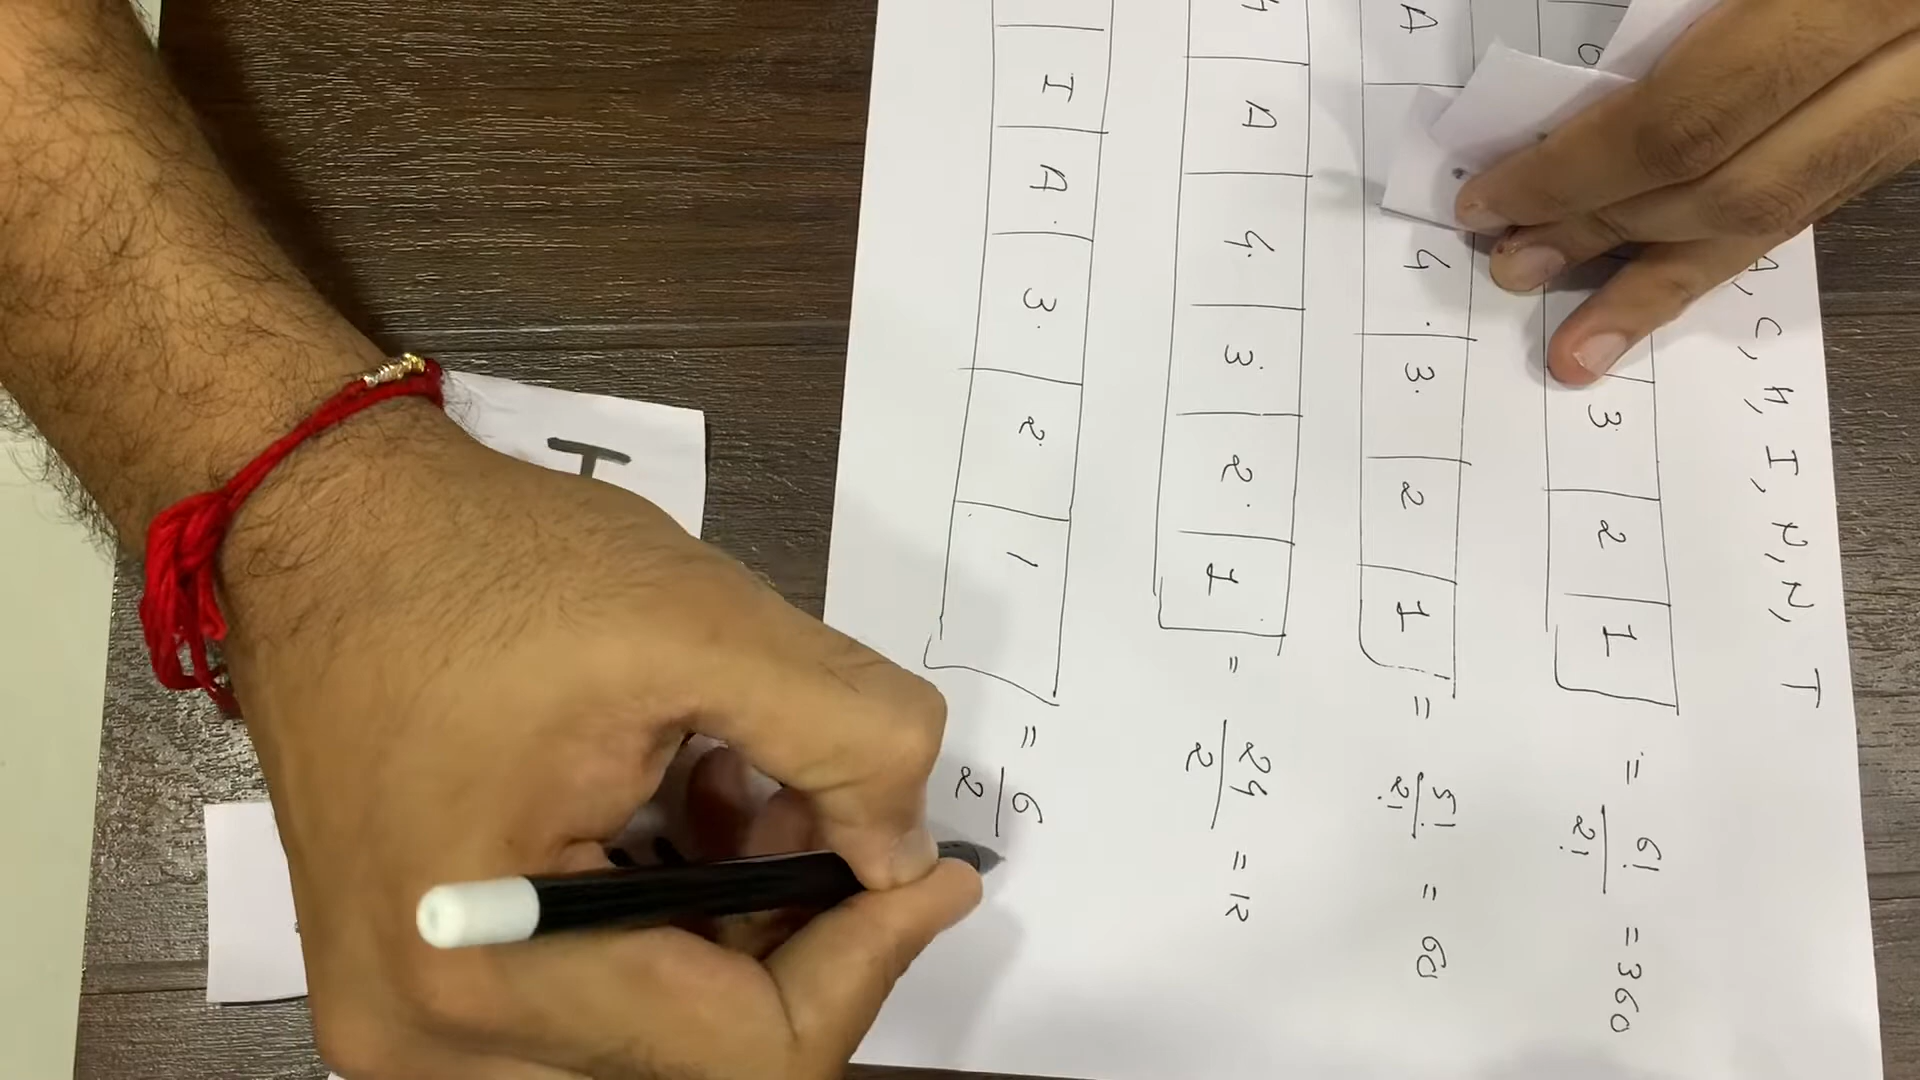 A, C, H, I, N, N, T
6 3 2 1 = 6!/2! = 360
A 4. 3. 2 1 = 5!/2! = 60
H A 4. 3. 2. 1 = 24/2 = 12
I A. 3. 2 1 = 6/2
I